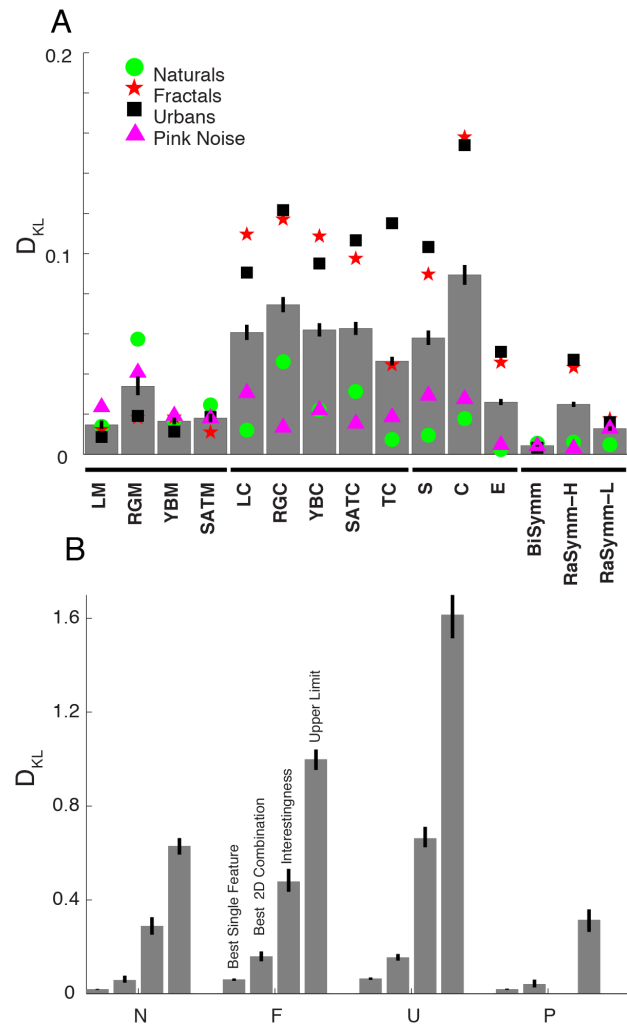 A
0.2
Naturals
Fractals
Urbans
Pink Noise
DKL
0.1
0
LM
RGM
YBM
SATM
LC
RGC
YBC
SATC
TC
S
C
E
BiSymm
RaSymm-H
RaSymm-L
B
1.6
1.2
DKL
0.8
0.4
0
Best Single Feature
Best 2D Combination
Interestingness
Upper Limit
N
F
U
P